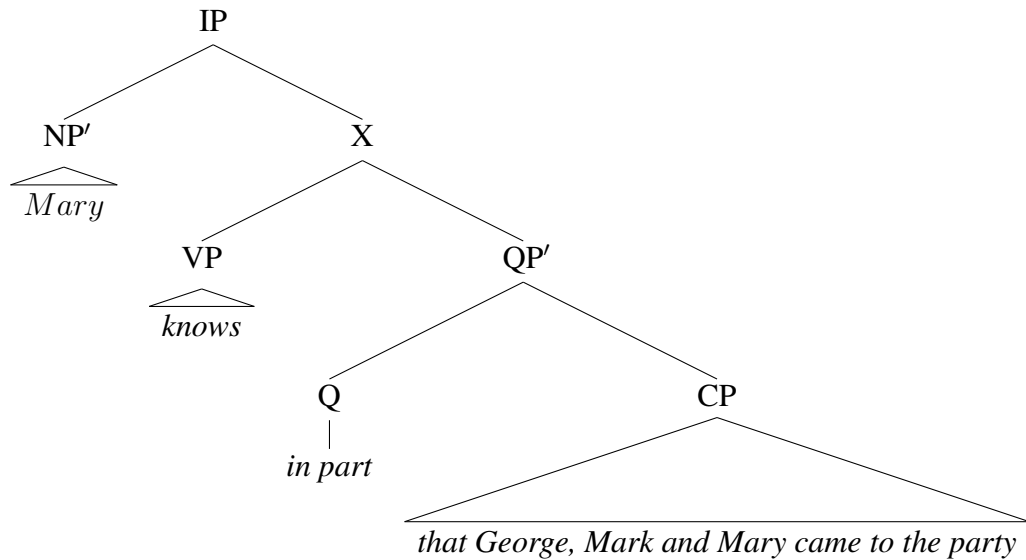 IP
NP′ X
Mary
VP QP′
knows
Q CP
in part
that George, Mark and Mary came to the party